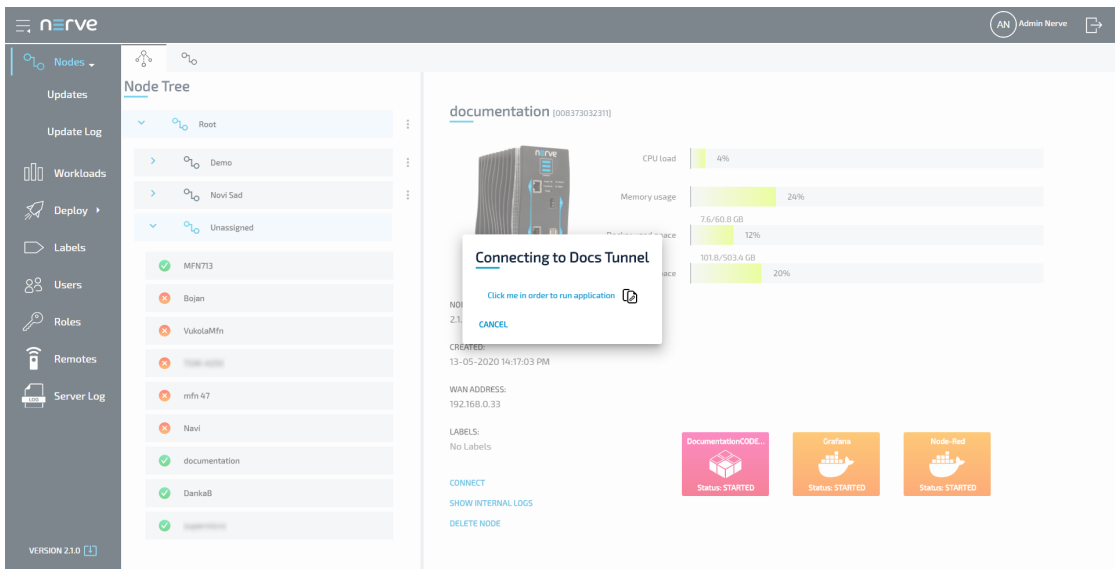 nerve
AN Admin Nerve
Nodes
Updates
Update Log
Workloads
Deploy
Labels
Users
Roles
Remotes
LOG Server Log
VERSION 2.1.0
Node Tree
Root
Demo
Novi Sad
Unassigned
MFN713
Bojan
VukolaMfn
mfn 47
Navi
documentation
DankaB
documentation [008373032311]
nerve
CPU load 4%
Memory usage 24%
7.6/60.8 GB
12%
101.8/503.4 GB
20%
Connecting to Docs Tunnel
Click me in order to run application
CANCEL
2.1.
CREATED:
13-05-2020 14:17:03 PM
WAN ADDRESS:
192.168.0.33
LABELS:
No Labels
CONNECT
SHOW INTERNAL LOGS
DELETE NODE
DocumentationCODE...
Status: STARTED
Grafana
Status: STARTED
Node-Red
Status: STARTED